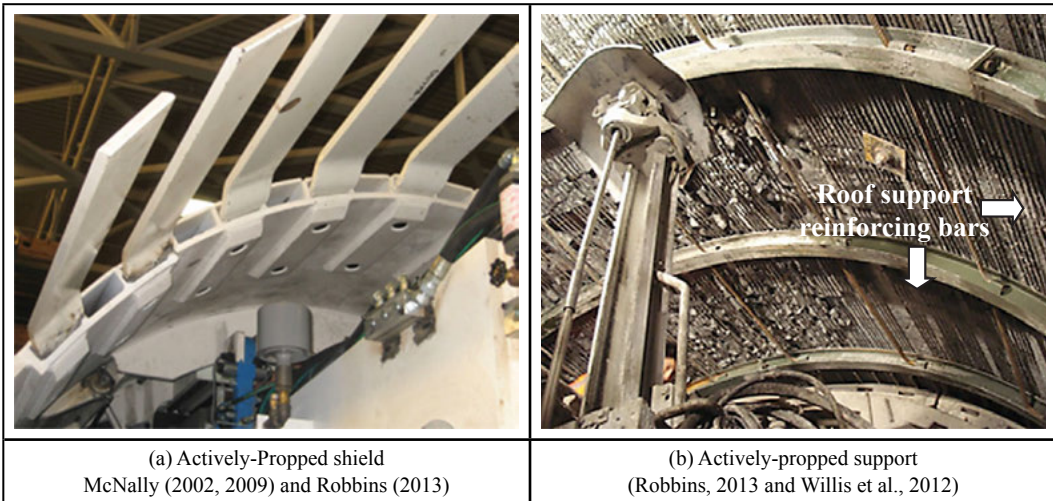 Roof support
reinforcing bars
(a) Actively-Propped shield
McNally (2002, 2009) and Robbins (2013)
(b) Actively-propped support
(Robbins, 2013 and Willis et al., 2012)